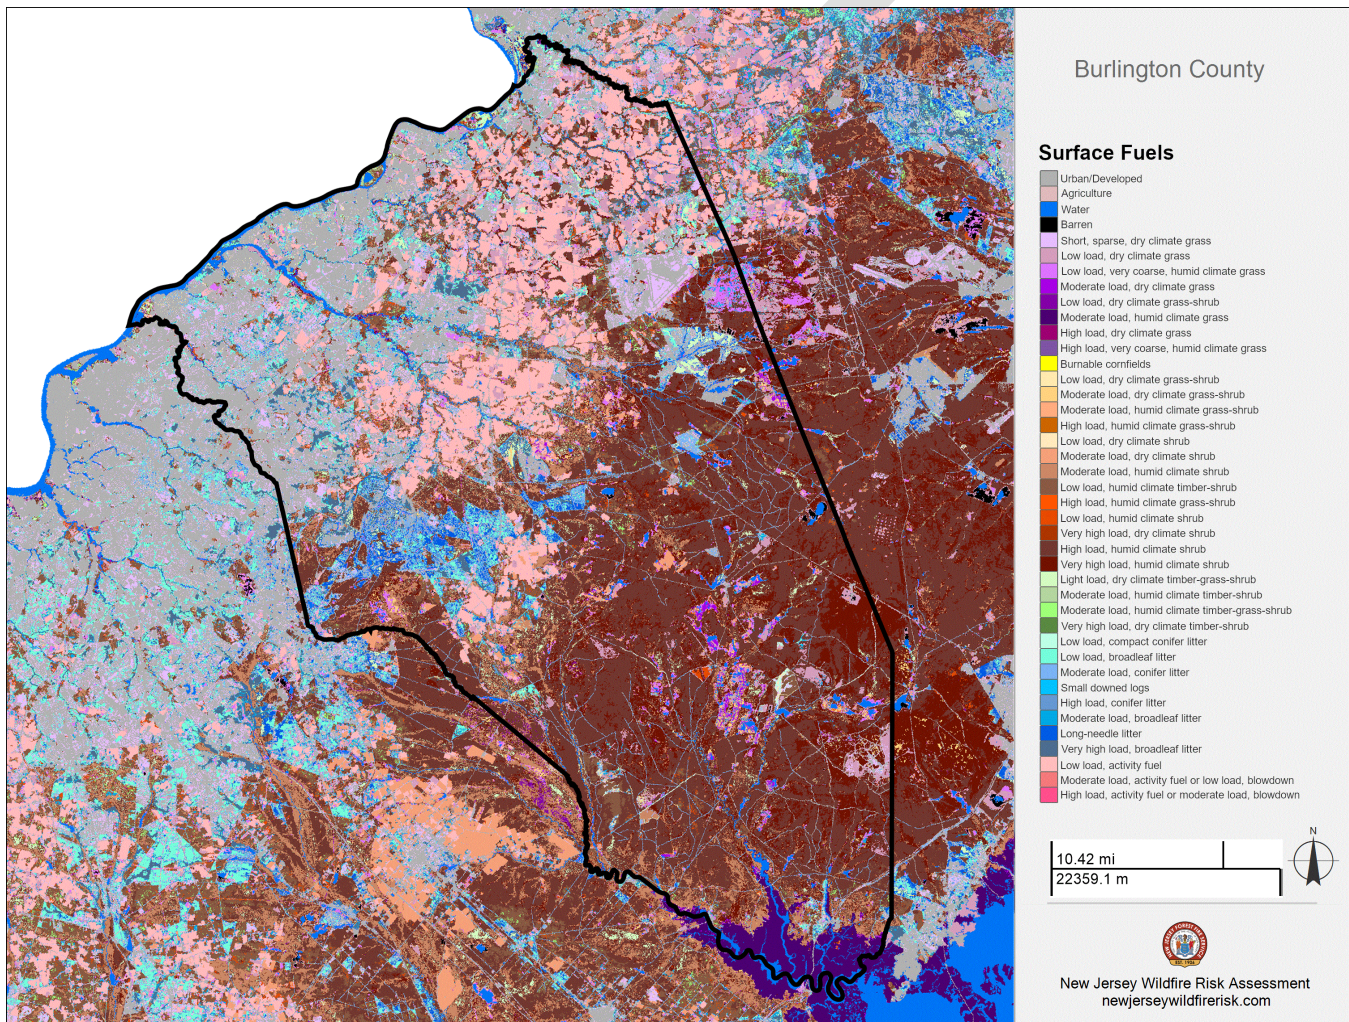 Burlington County
Surface Fuels
Urban/Developed
Agriculture
Water
Barren
Short, sparse, dry climate grass
Low load, dry climate grass
Low load, very coarse, humid climate grass
Moderate load, dry climate grass
Low load, dry climate grass-shrub
Moderate load, humid climate grass
High load, dry climate grass
High load, very coarse, humid climate grass
Burnable cornfields
Low load, dry climate grass-shrub
Moderate load, dry climate grass-shrub
Moderate load, humid climate grass-shrub
High load, humid climate grass-shrub
Low load, dry climate shrub
Moderate load, dry climate shrub
Moderate load, humid climate shrub
Low load, humid climate timber-shrub
High load, humid climate grass-shrub
Low load, humid climate shrub
Very high load, dry climate shrub
High load, humid climate shrub
Very high load, humid climate shrub
Light load, dry climate timber-grass-shrub
Moderate load, humid climate timber-shrub
Moderate load, humid climate timber-grass-shrub
Very high load, dry climate timber-shrub
Low load, compact conifer litter
Low load, broadleaf litter
Moderate load, conifer litter
Small downed logs
High load, conifer litter
Moderate load, broadleaf litter
Long-needle litter
Very high load, broadleaf litter
Low load, activity fuel
Moderate load, activity fuel or low load, blowdown
High load, activity fuel or moderate load, blowdown
N
10.42 mi
22359.1 m
NEW JERSEY FOREST FIRE SERVICE
EST. 1906
New Jersey Wildfire Risk Assessment
newjerseywildfirerisk.com